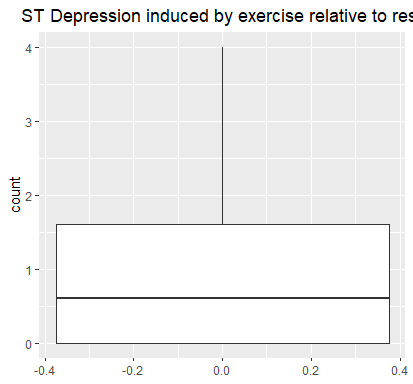 ST Depression induced by exercise relative to res
count
4
3
2
1
0
-0.4 -0.2 0.0 0.2 0.4